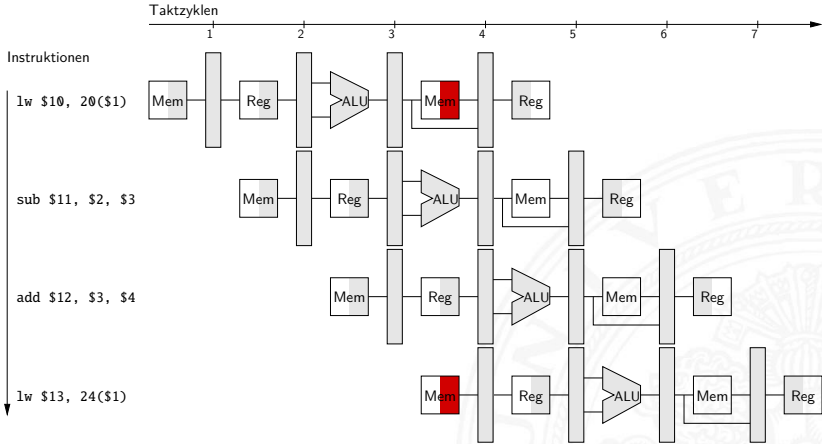 Taktzyklen
1 2 3 4 5 6 7
Instruktionen
lw $10, 20($1) Mem Reg ALU Mem Reg
sub $11, $2, $3 Mem Reg ALU Mem Reg
add $12, $3, $4 Mem Reg ALU Mem Reg
lw $13, 24($1) Mem Reg ALU Mem Reg